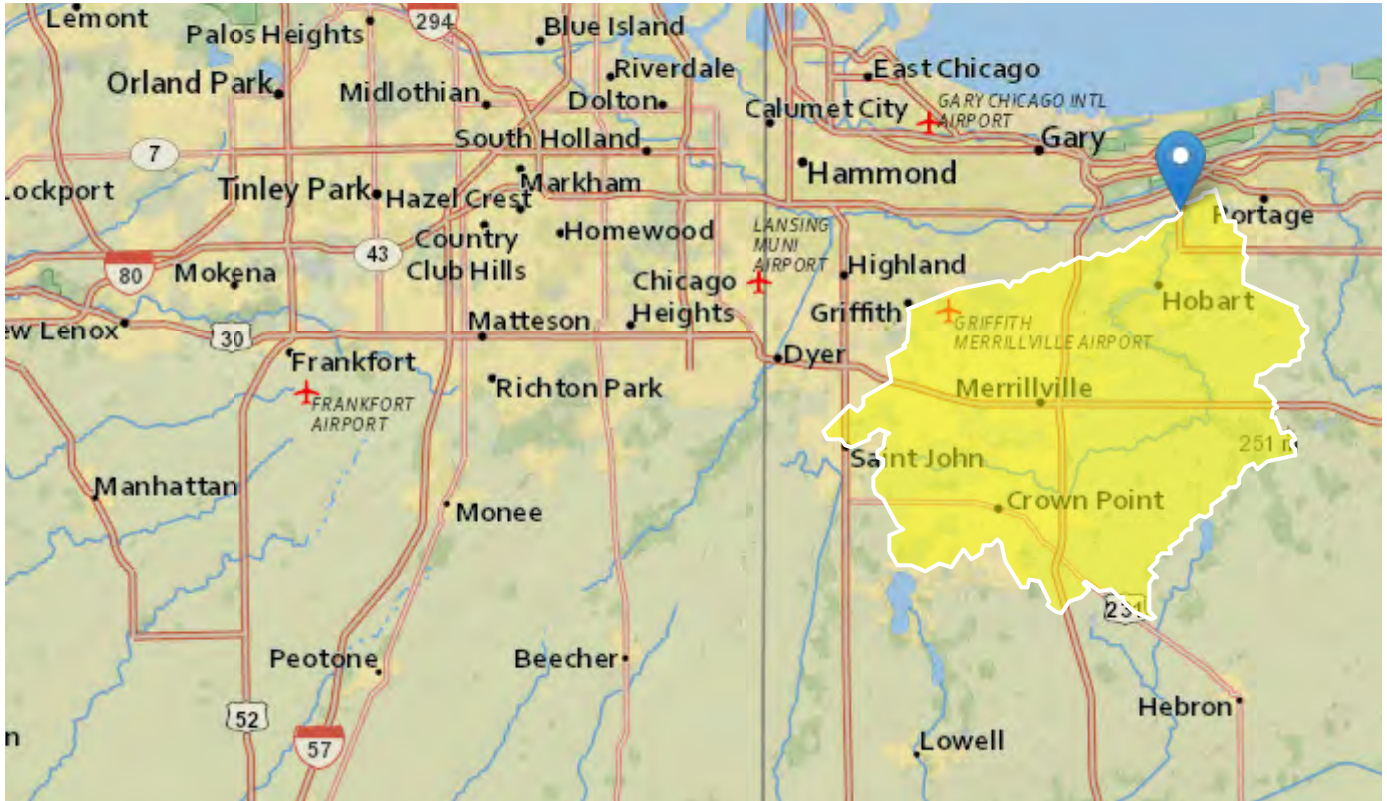 Lemont
294
Palos Heights
Blue Island
Orland Park
Riverdale
East Chicago
Midlothian
Dolton
Calumet City
GARY CHICAGO INTL
AIRPORT
South Holland
Gary
7
Hammond
Lockport
Tinley Park
Hazel Crest
Markham
Portage
LANSING
MUNI
AIRPORT
Homewood
Country
Club Hills
43
80
Mokena
Highland
Chicago
Heights
Hobart
Griffith
GRIFFITH
MERRILLVILLE AIRPORT
ew Lenox
30
Matteson
Dyer
Frankfort
Richton Park
Merrillville
FRANKFORT
AIRPORT
251
Saint John
Manhattan
Crown Point
Monee
231
Peotone
Beecher
Hebron
52
57
Lowell
n